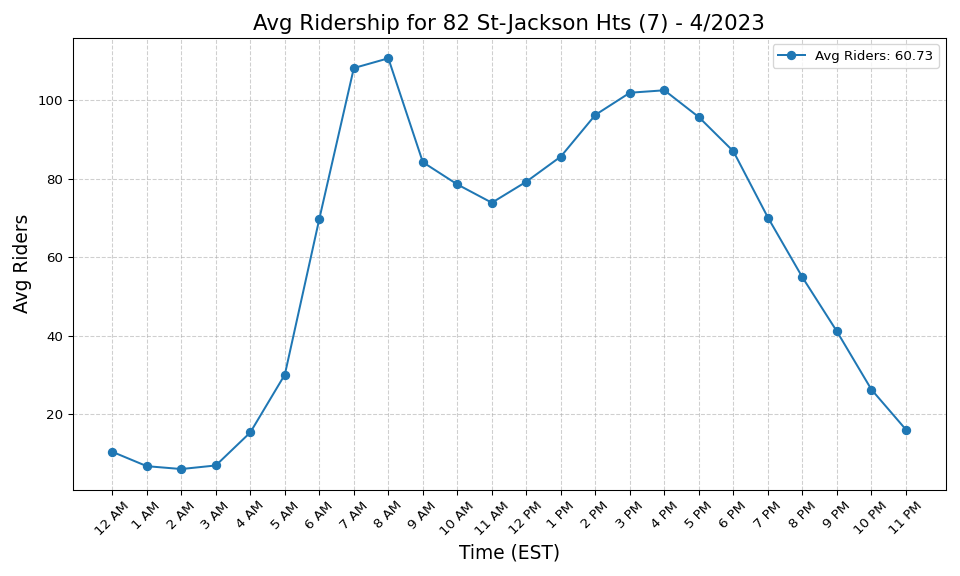 Avg Ridership for 82 St-Jackson Hts (7) - 4/2023
Avg Riders: 60.73
Avg Riders
100
80
60
40
20
12 AM
1 AM
2 AM
3 AM
4 AM
5 AM
6 AM
7 AM
8 AM
9 AM
10 AM
11 AM
12 PM
1 PM
2 PM
3 PM
4 PM
5 PM
6 PM
7 PM
8 PM
9 PM
10 PM
11 PM
Time (EST)